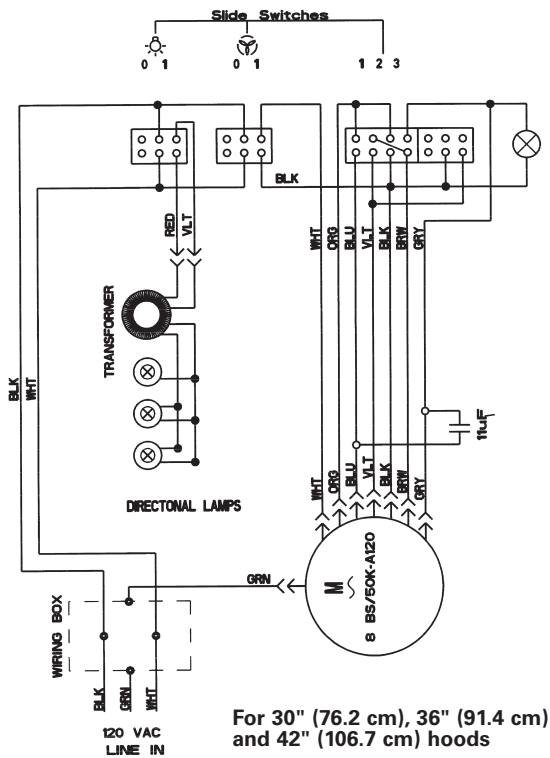 Slide Switches
0 1
0 1
1 2 3
BLK
RED
VLT
WHT
ORG
BLU
VLT
BLK
BRW
GRY
TRANSFORMER
BLK
WHT
11uF
WHT
ORG
BLU
VLT
BLK
BRW
GRY
DIRECTONAL LAMPS
M
8 BS/50K-A120
GRN
WIRING BOX
BLK
GRN
WHT
120 VAC
LINE IN
For 30" (76.2 cm), 36" (91.4 cm)
and 42" (106.7 cm) hoods